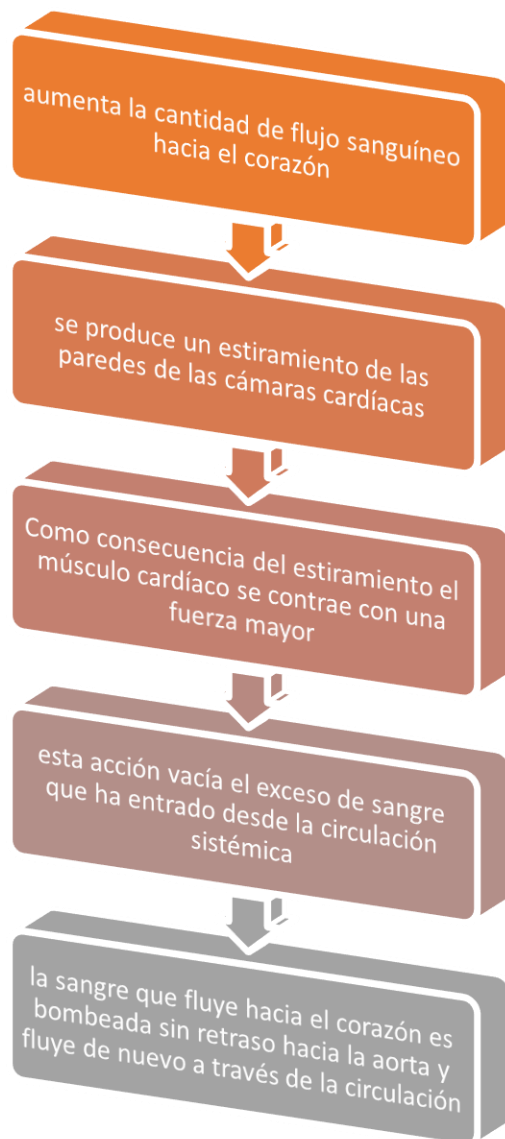 aumenta la cantidad de flujo sanguíneo
hacia el corazón
se produce un estiramiento de las
paredes de las cámaras cardíacas
Como consecuencia del estiramiento el
músculo cardíaco se contrae con una
fuerza mayor
esta acción vacía el exceso de sangre
que ha entrado desde la circulación
sistémica
la sangre que fluye hacia el corazón es
bombeada sin retraso hacia la aorta y
fluye de nuevo a través de la circulación